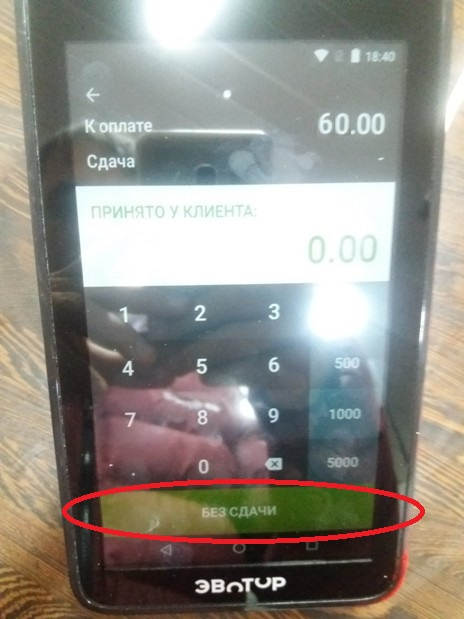 18:40
К оплате 60.00
Сдача -
ПРИНЯТО У КЛИЕНТА:
0.00
1 2 3
4 5 6 500
7 8 9 1000
. 0 5000
БЕЗ СДАЧИ
ЭВОТОР